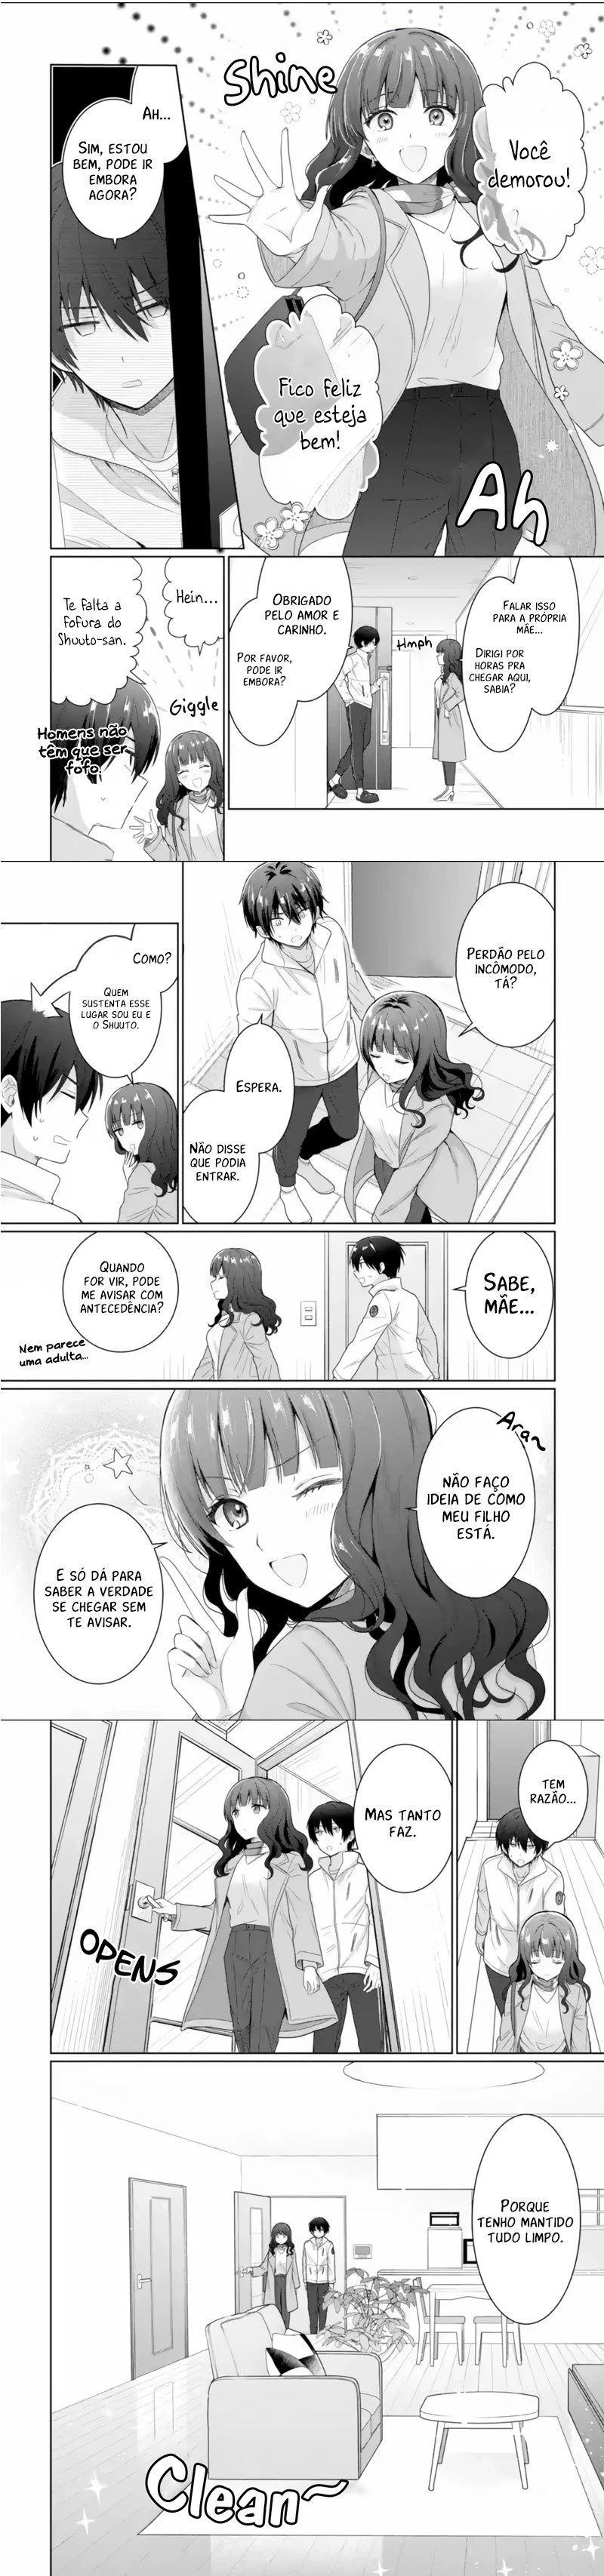 Shine
Você
demorou!
Fico feliz
que esteja
bem!
Ah
Ah...
Sim, estou
bem, pode ir
embora
agora?
Falar isso
para a própria
mãe...
Dirigi por
horas pra
chegar aqui,
sabia?
Hmph
Obrigado
pelo amor e
carinho.
Por favor,
pode ir
embora?
Hein...
Te falta a
fofura do
Shuuto-san.
Giggle
Homens não
têm que ser
fofo.
Perdão pelo
incômodo,
tá?
Espera.
Não disse
que podia
entrar.
Como?
Quem
sustenta esse
lugar sou eu e
o Shuuto.
Sabe,
mãe...
Quando
for vir, pode
me avisar com
antecedência?
Nem parece
uma adulta...
Ara~
Não faço
ideia de como
meu filho
está.
E só dá para
saber a verdade
se chegar sem
te avisar.
Tem
razão...
Mas tanto
faz.
OPENS
Porque
tenho mantido
tudo limpo.
Clean~